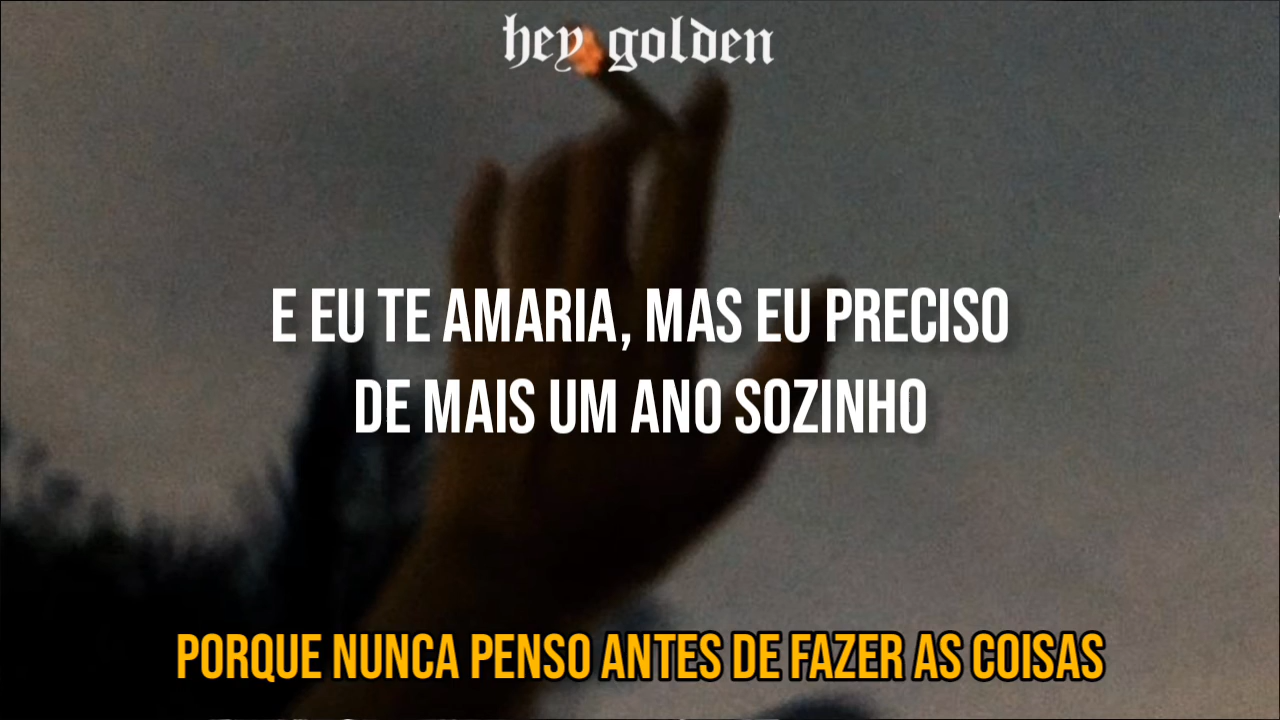 hey golden
E EU TE AMARIA, MAS EU PRECISO
DE MAIS UM ANO SOZINHO
PORQUE NUNCA PENSO ANTES DE FAZER AS COISAS